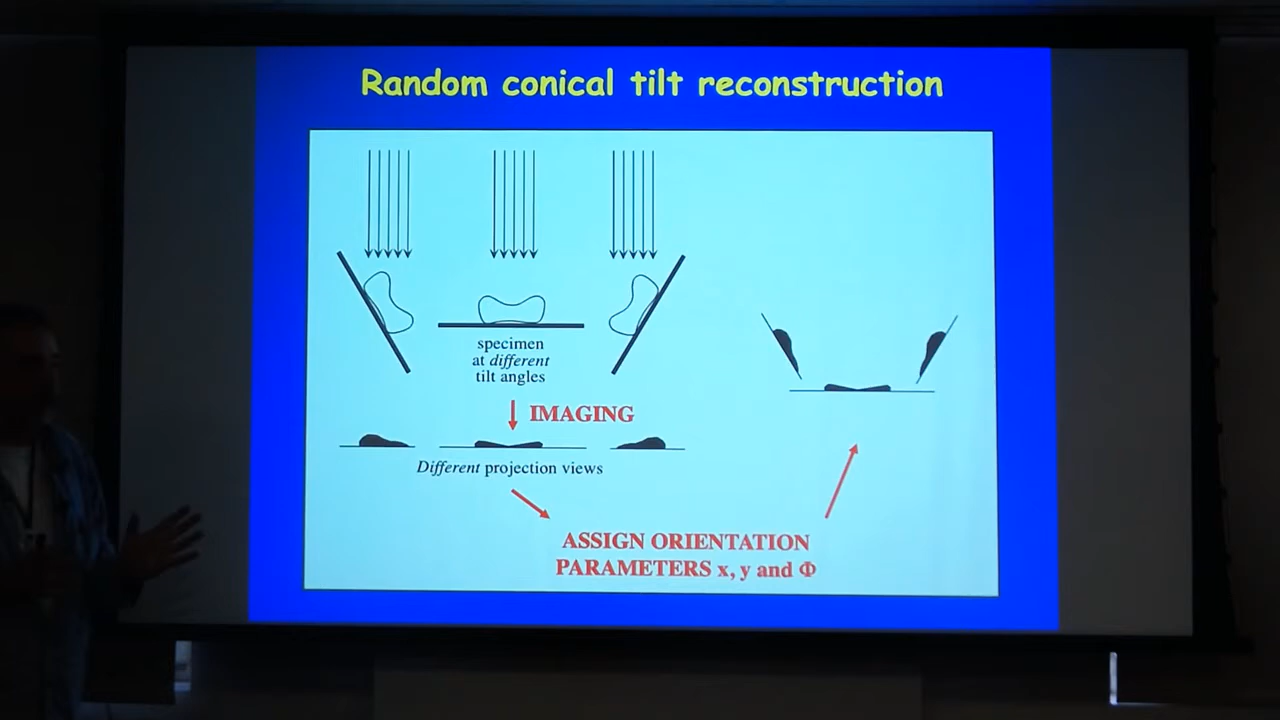 Random conical tilt reconstruction
specimen
at different
tilt angles
IMAGING
Different projection views
ASSIGN ORIENTATION
PARAMETERS x, y and Φ